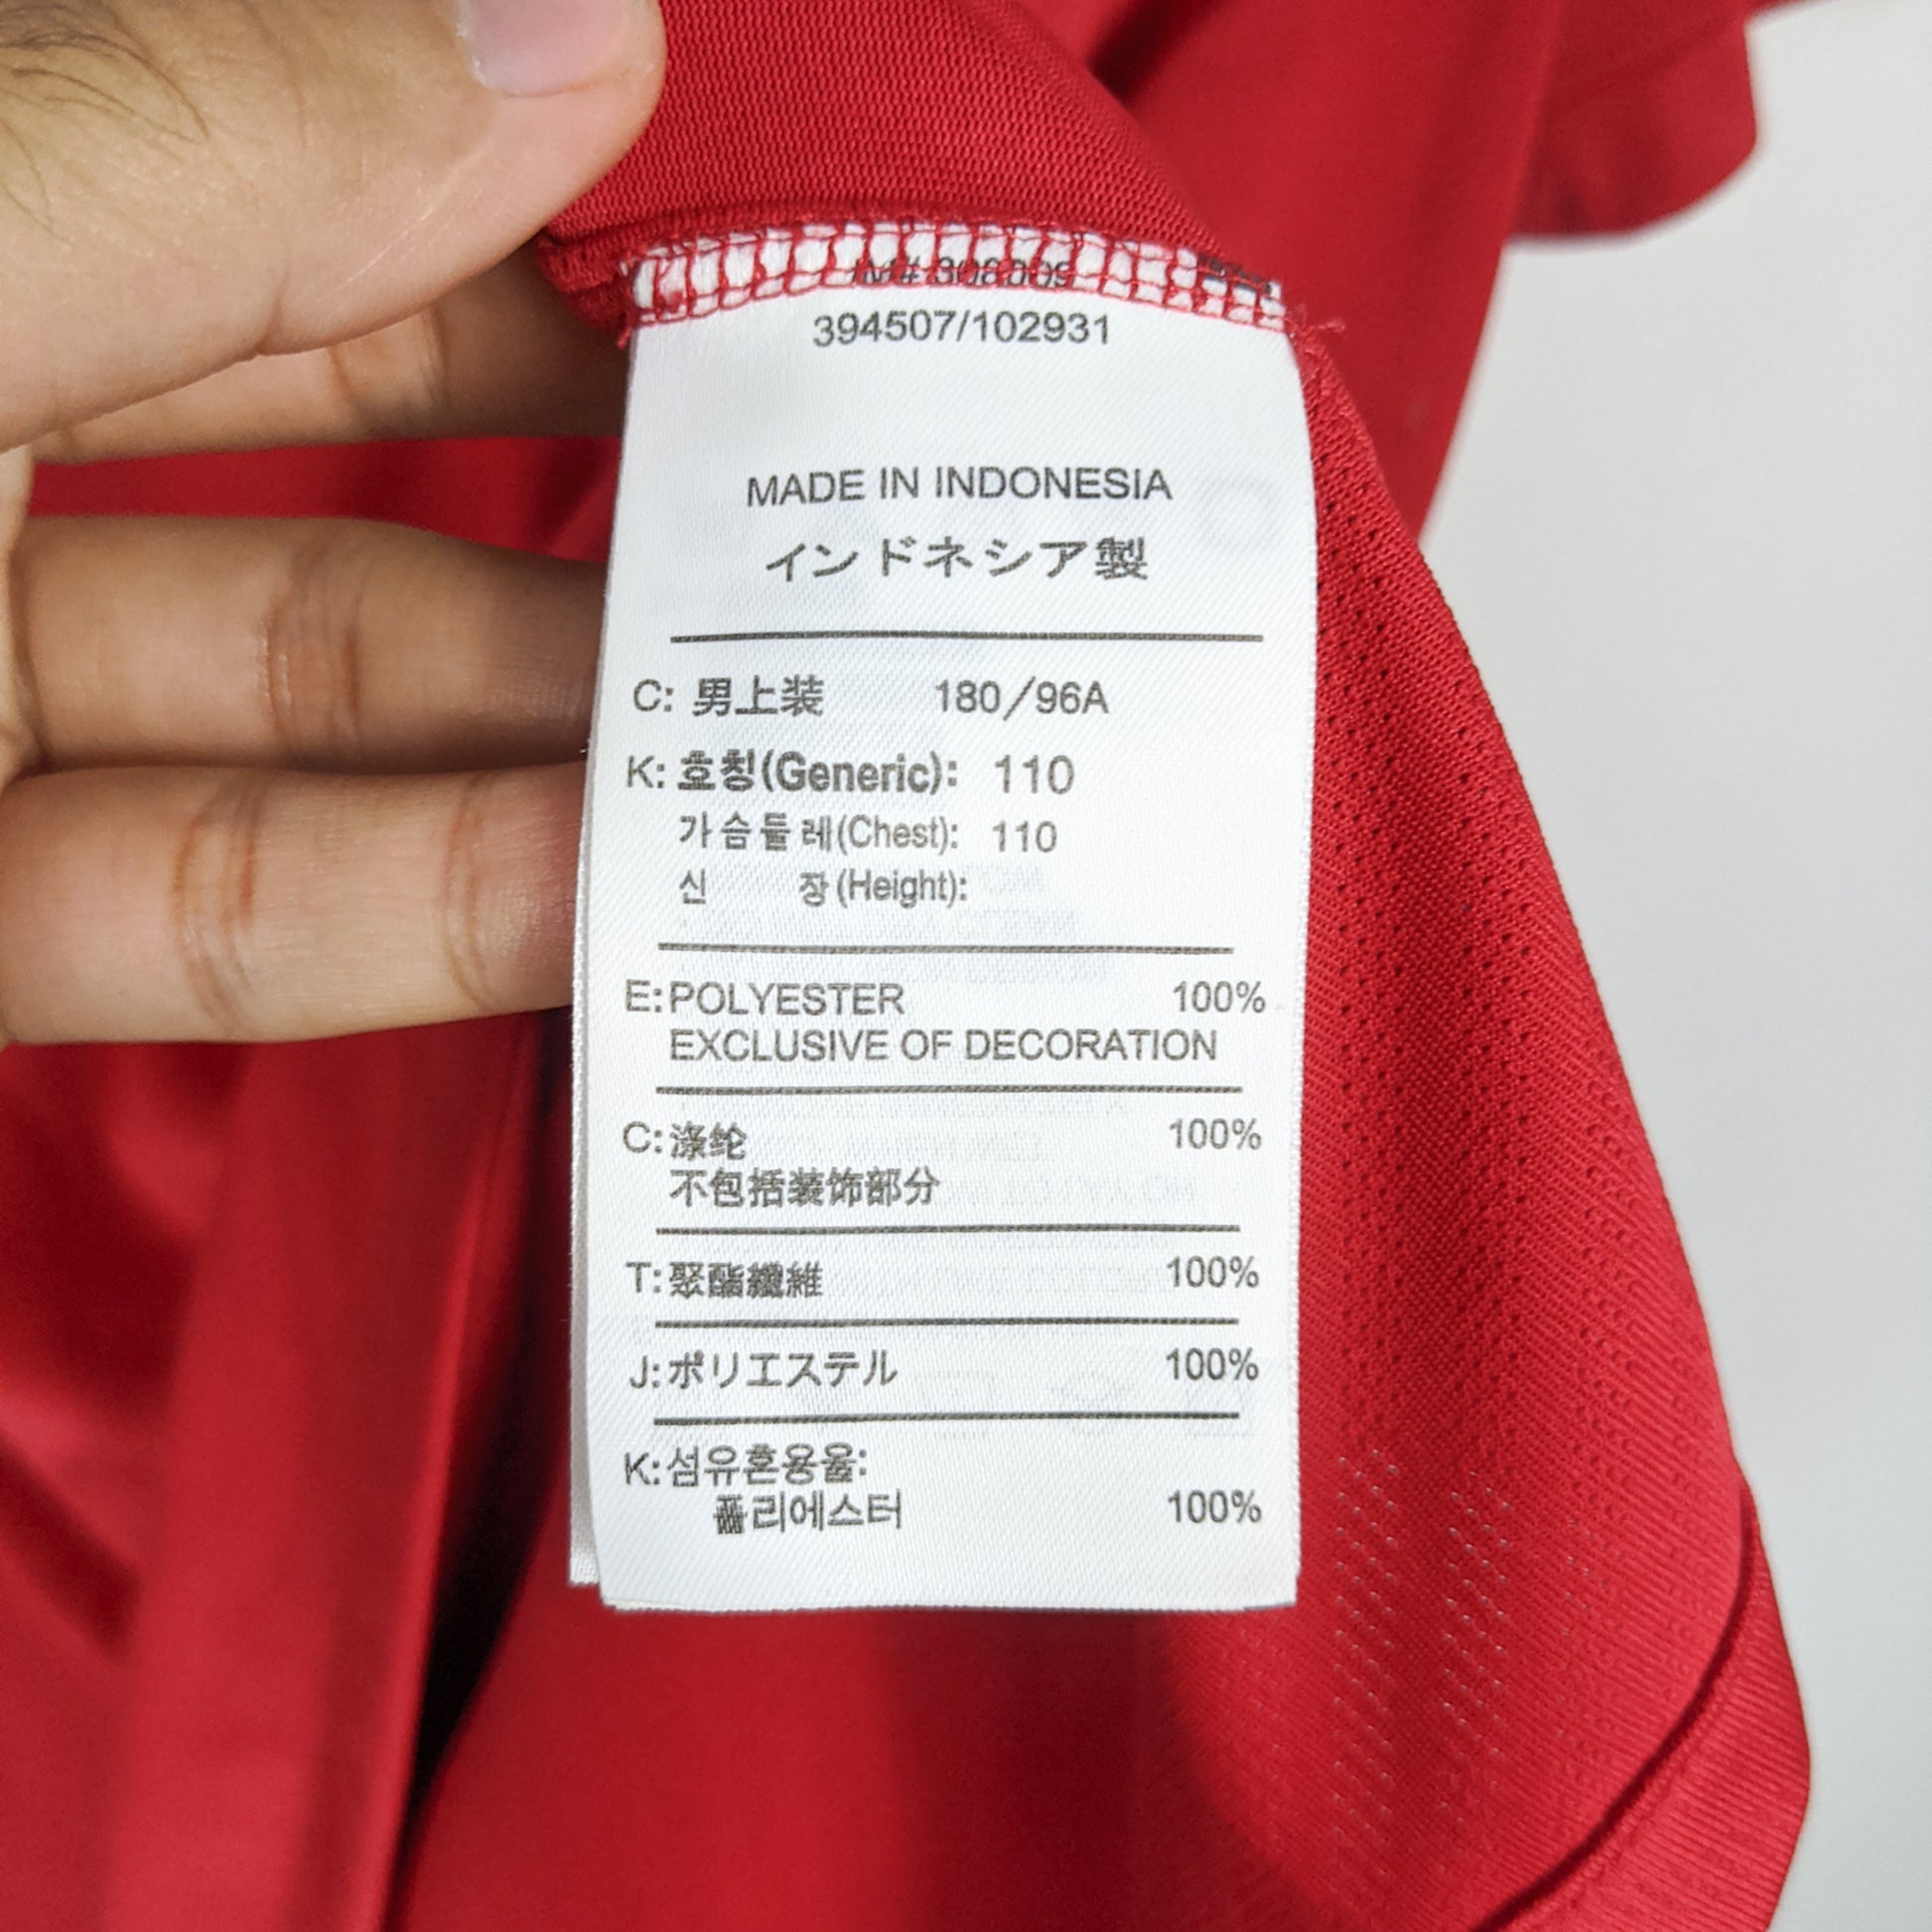 394507/102931
MADE IN INDONESIA
インドネシア製
C: 男上装 180/96A
K: 호칭(Generic): 110
가슴둘레(Chest): 110
신 장(Height):
E: POLYESTER 100%
EXCLUSIVE OF DECORATION
C: 涤纶 100%
不包括装饰部分
T: 聚酯纖維 100%
J: ポリエステル 100%
K: 섬유혼용율:
폴리에스터 100%